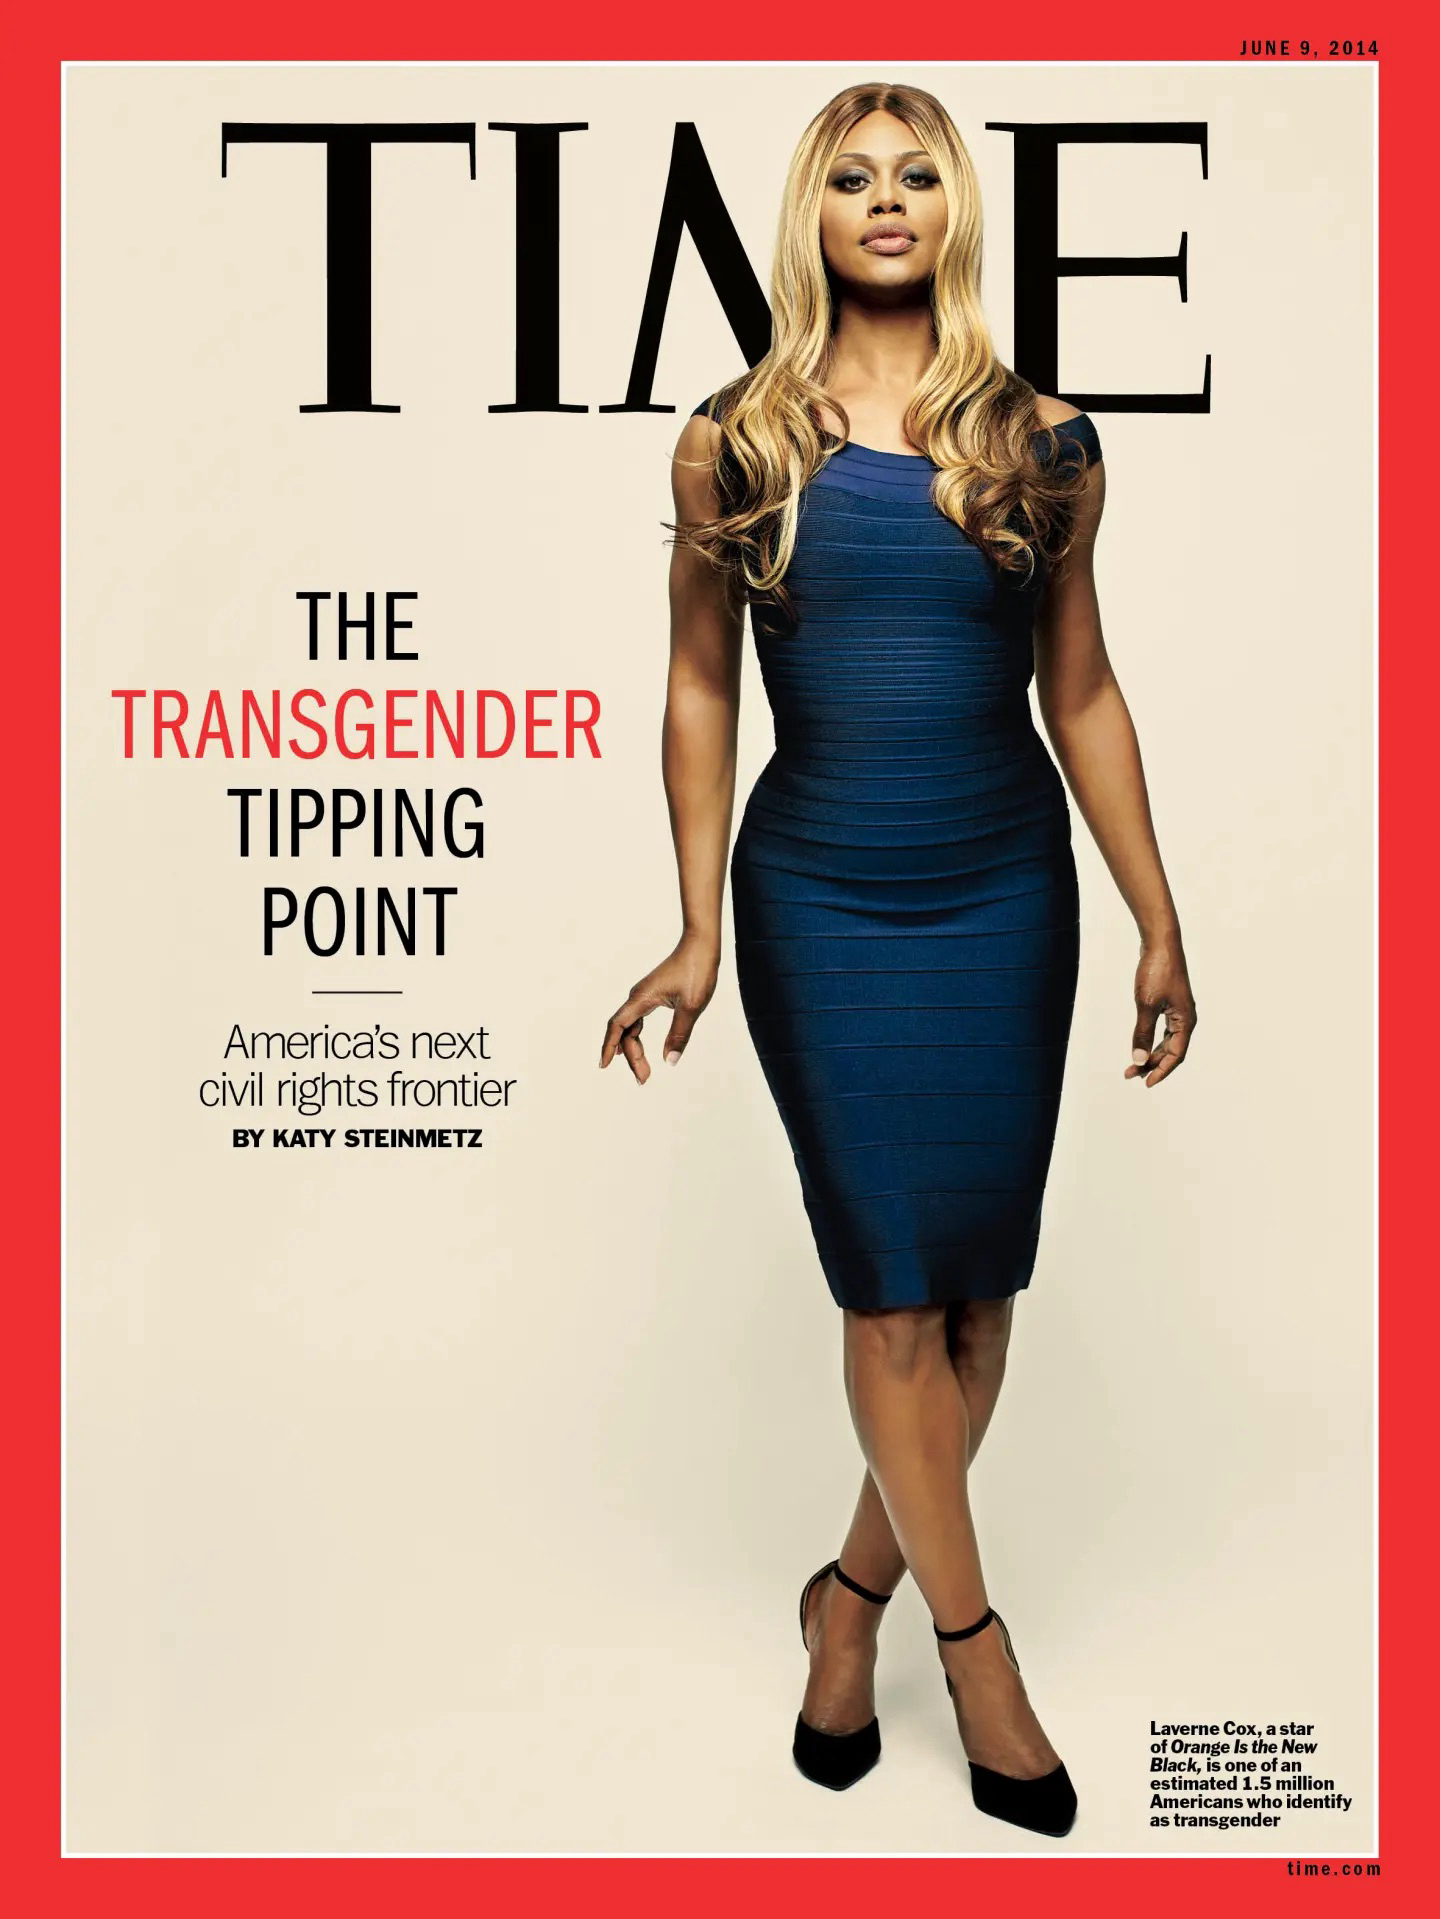 JUNE 9, 2014
TIME
THE
TRANSGENDER
TIPPING
POINT
America's next
civil rights frontier
BY KATY STEINMETZ
Laverne Cox, a star
of Orange Is the New
Black, is one of an
estimated 1.5 million
Americans who identify
as transgender
time.com